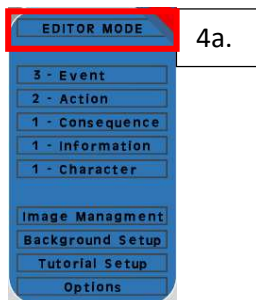 EDITOR MODE
4a.
3 - Event
2 - Action
1 - Consequence
1 - Information
1 - Character
Image Managment
Background Setup
Tutorial Setup
Options